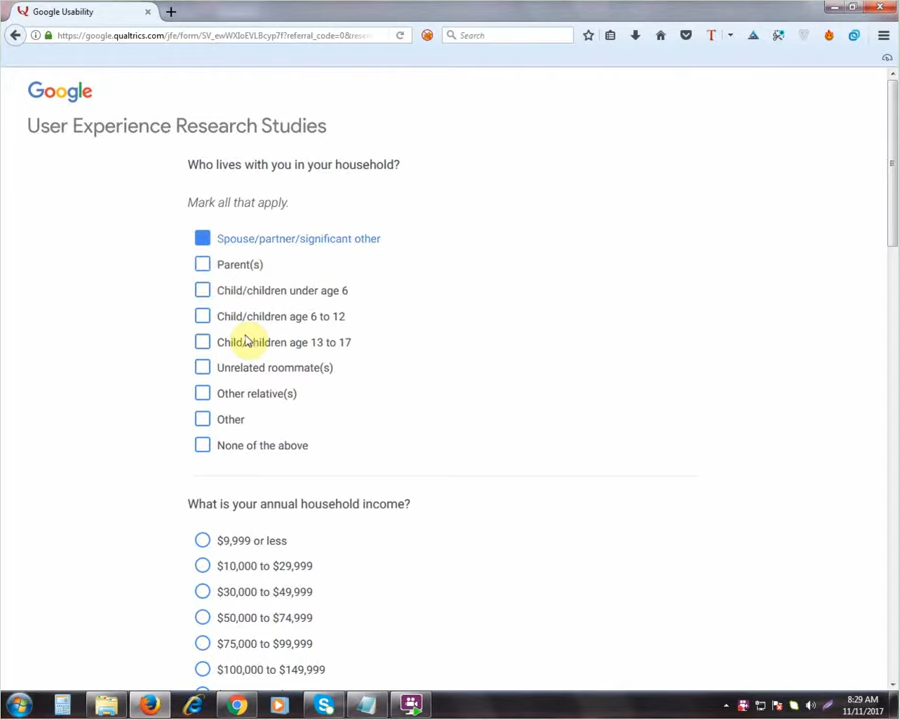 Google Usability
https://google.qualtrics.com/jfe/form/SV_ewWXIoEVLBcyp7f?referral_code=0&
Search
Google
User Experience Research Studies
Who lives with you in your household?
Mark all that apply.
Spouse/partner/significant other
Parent(s)
Child/children under age 6
Child/children age 6 to 12
Child/children age 13 to 17
Unrelated roommate(s)
Other relative(s)
Other
None of the above
What is your annual household income?
$9,999 or less
$10,000 to $29,999
$30,000 to $49,999
$50,000 to $74,999
$75,000 to $99,999
$100,000 to $149,999
8:29 AM
11/11/2017